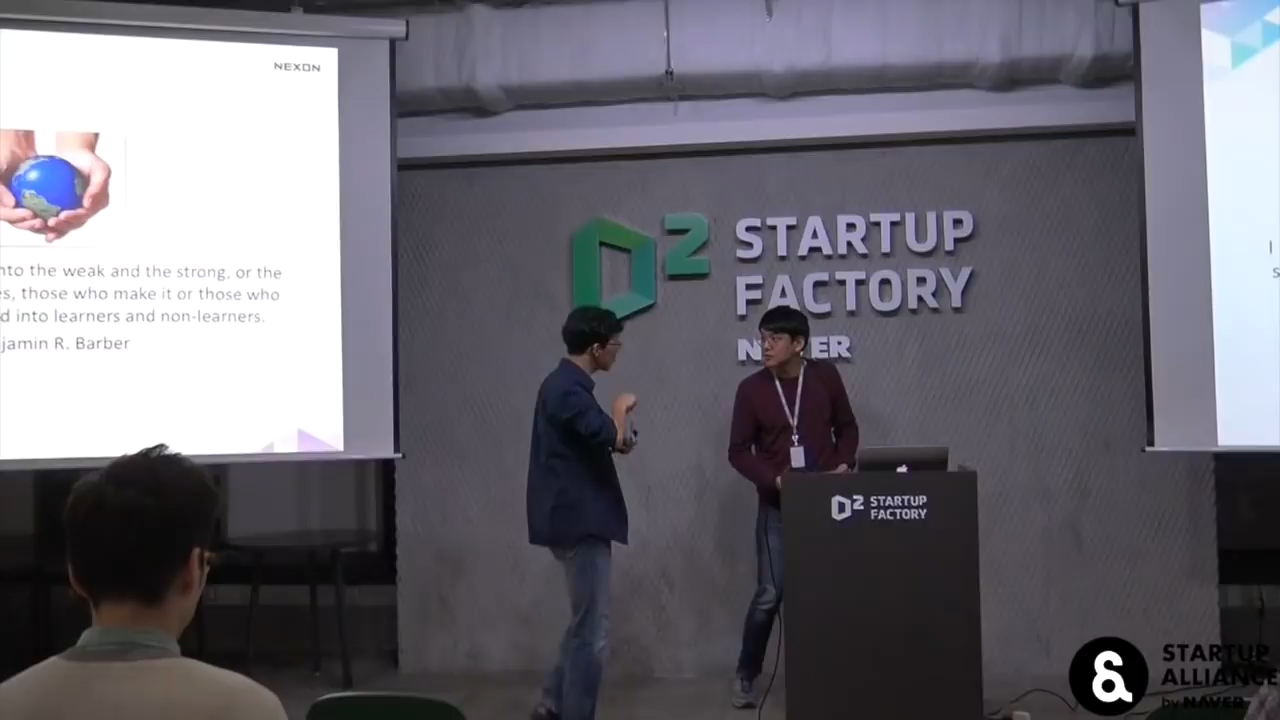 NEXON
nto the weak and the strong, or the
s, those who make it or those who
d into learners and non-learners.
jamin R. Barber
D2 STARTUP
FACTORY
NAVER
D2 STARTUP
FACTORY
STARTUP
ALLIANCE
by NAVER